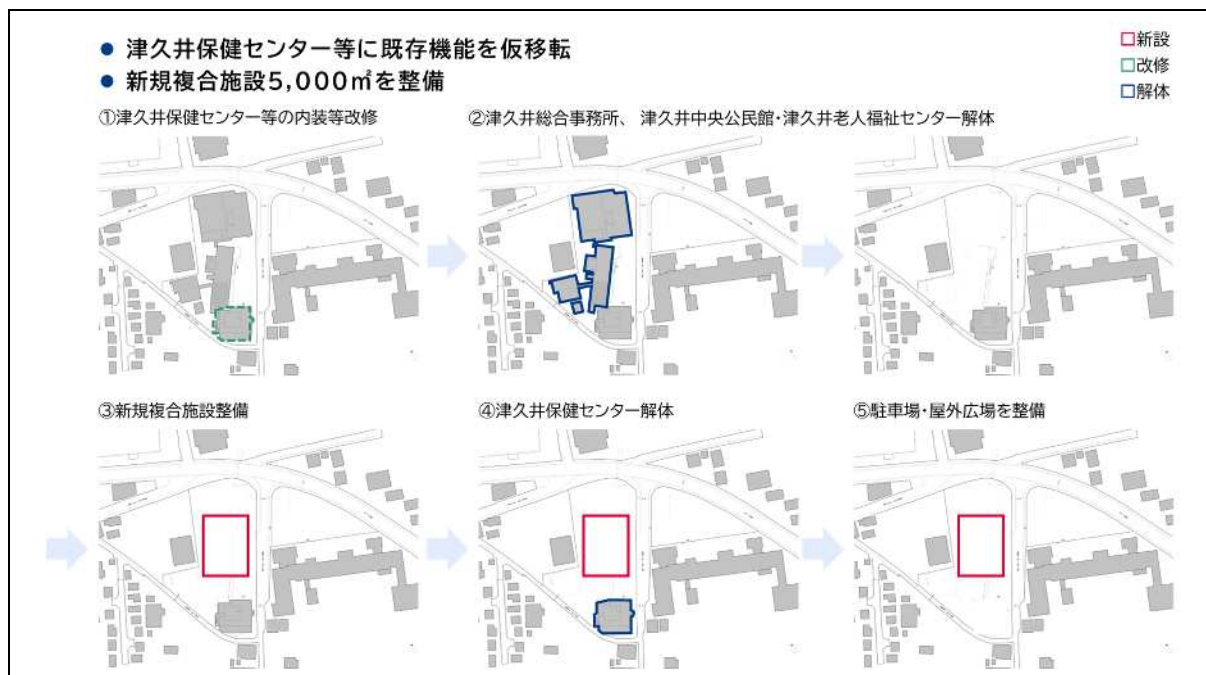 ● 津久井保健センター等に既存機能を仮移転
● 新規複合施設5,000㎡を整備
新設
改修
解体
①津久井保健センター等の内装等改修
②津久井総合事務所、津久井中央公民館・津久井老人福祉センター解体
③新規複合施設整備
④津久井保健センター解体
⑤駐車場・屋外広場を整備